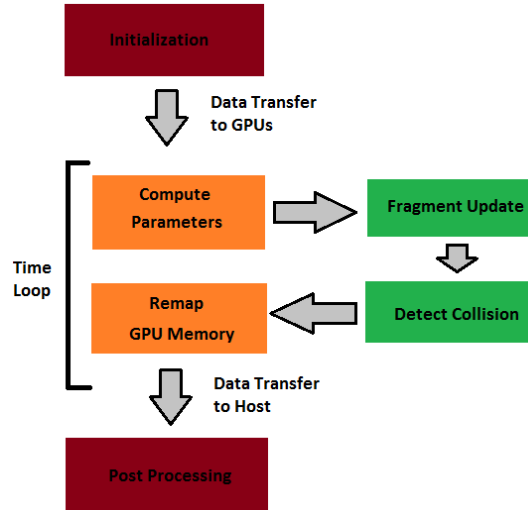 Initialization
Data Transfer
to GPUs
Time
Loop
Compute
Parameters
Fragment Update
Remap
GPU Memory
Detect Collision
Data Transfer
to Host
Post Processing